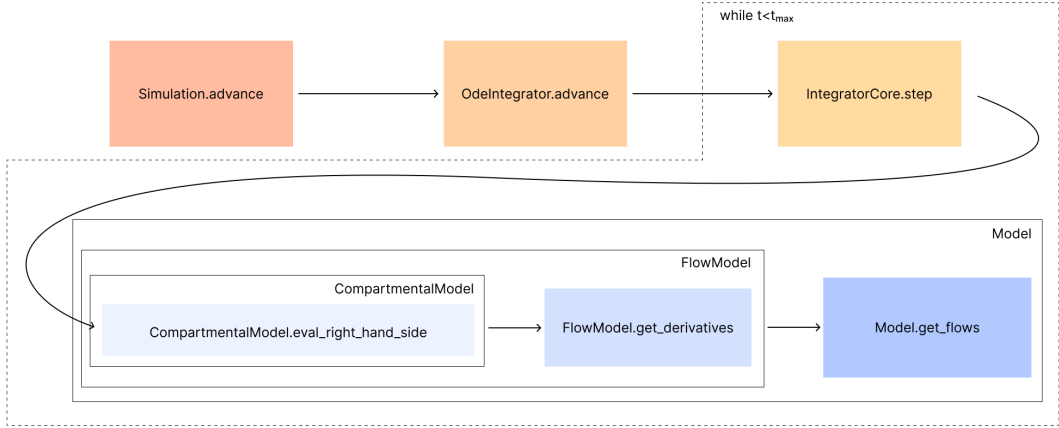 while t<tmax
Simulation.advance
OdeIntegrator.advance
IntegratorCore.step
Model
FlowModel
CompartmentalModel
CompartmentalModel.eval_right_hand_side
FlowModel.get_derivatives
Model.get_flows